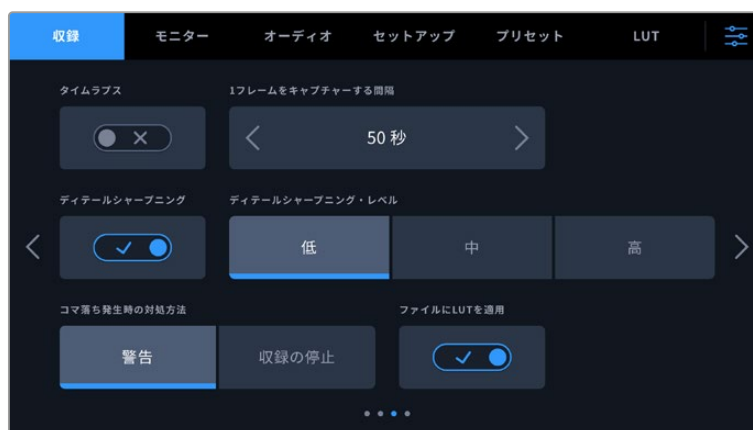 収録 モニター オーディオ セットアップ プリセット LUT
タイムラプス 1フレームをキャプチャーする間隔
50 秒
ディテールシャープニング ディテールシャープニング・レベル
低 中 高
コマ落ち発生時の対処方法 ファイルにLUTを適用
警告 収録の停止